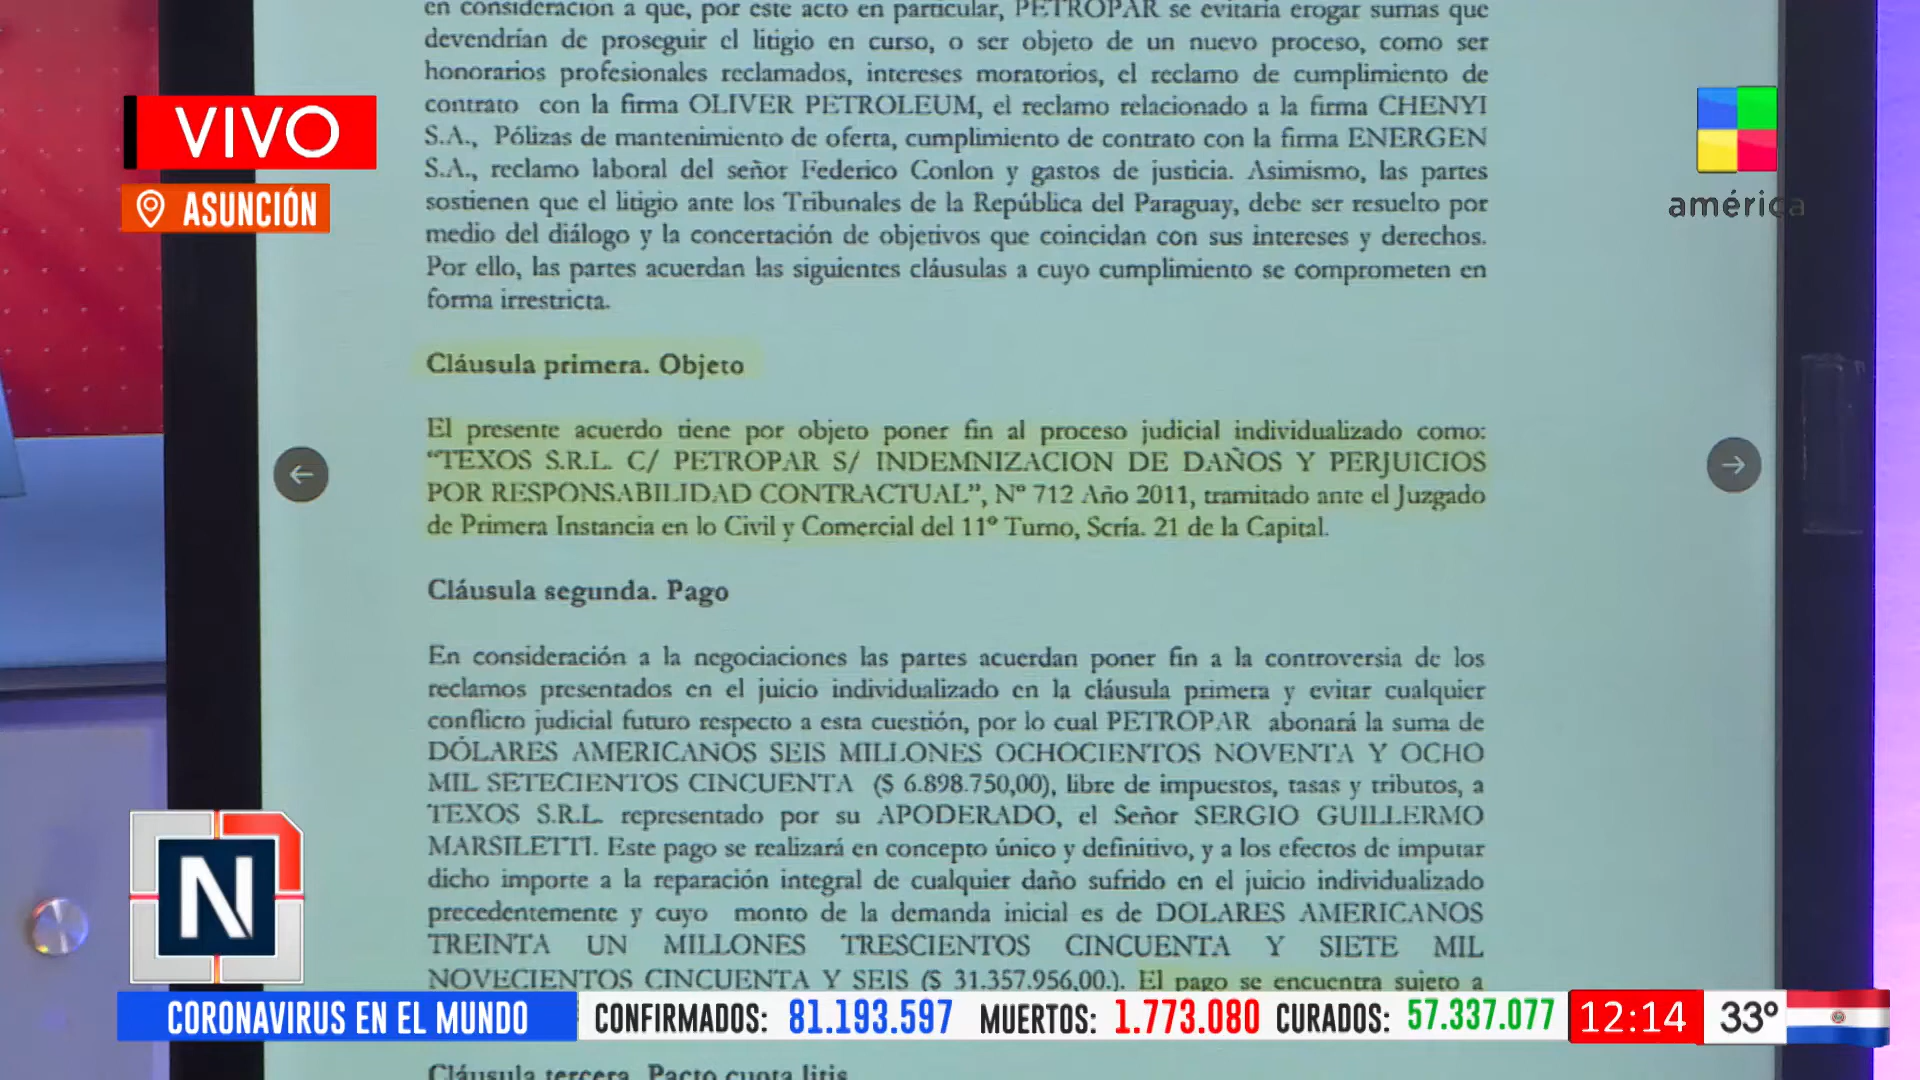 en consideración a que, por este acto en particular, PETROPAR se evitaría erogar sumas que
devendrían de proseguir el litigio en curso, o ser objeto de un nuevo proceso, como ser
honorarios profesionales reclamados, intereses moratorios, el reclamo de cumplimiento de
contrato con la firma OLIVER PETROLEUM, el reclamo relacionado a la firma CHENYI
S.A., Pólizas de mantenimiento de oferta, cumplimiento de contrato con la firma ENERGEN
S.A., reclamo laboral del señor Federico Conlon y gastos de justicia. Asimismo, las partes
sostienen que el litigio ante los Tribunales de la República del Paraguay, debe ser resuelto por
medio del diálogo y la concertación de objetivos que coincidan con sus intereses y derechos.
Por ello, las partes acuerdan las siguientes cláusulas a cuyo cumplimiento se comprometen en
forma irrestricta.
VIVO
ASUNCIÓN
américa
Cláusula primera. Objeto
El presente acuerdo tiene por objeto poner fin al proceso judicial individualizado como:
“TEXOS S.R.L. C/ PETROPAR S/ INDEMNIZACION DE DAÑOS Y PERJUICIOS
POR RESPONSABILIDAD CONTRACTUAL”, Nº 712 Año 2011, tramitado ante el Juzgado
de Primera Instancia en lo Civil y Comercial del 11º Turno, Scría. 21 de la Capital.
Cláusula segunda. Pago
En consideración a la negociaciones las partes acuerdan poner fin a la controversia de los
reclamos presentados en el juicio individualizado en la cláusula primera y evitar cualquier
conflicto judicial futuro respecto a esta cuestión, por lo cual PETROPAR abonará la suma de
DÓLARES AMERICANOS SEIS MILLONES OCHOCIENTOS NOVENTA Y OCHO
MIL SETECIENTOS CINCUENTA ($ 6.898.750,00), libre de impuestos, tasas y tributos, a
TEXOS S.R.L. representado por su APODERADO, el Señor SERGIO GUILLERMO
MARSILETTI. Este pago se realizará en concepto único y definitivo, y a los efectos de imputar
dicho importe a la reparación integral de cualquier daño sufrido en el juicio individualizado
precedentemente y cuyo monto de la demanda inicial es de DOLARES AMERICANOS
TREINTA UN MILLONES TRESCIENTOS CINCUENTA Y SIETE MIL
NOVECIENTOS CINCUENTA Y SEIS ($ 31.357.956,00.). El pago se encuentra sujeto a
N
CORONAVIRUS EN EL MUNDO CONFIRMADOS: 81.193.597 MUERTOS: 1.773.080 CURADOS: 57.337.077 12:14 33º
Cláusula tercera. Pacto cuota litis